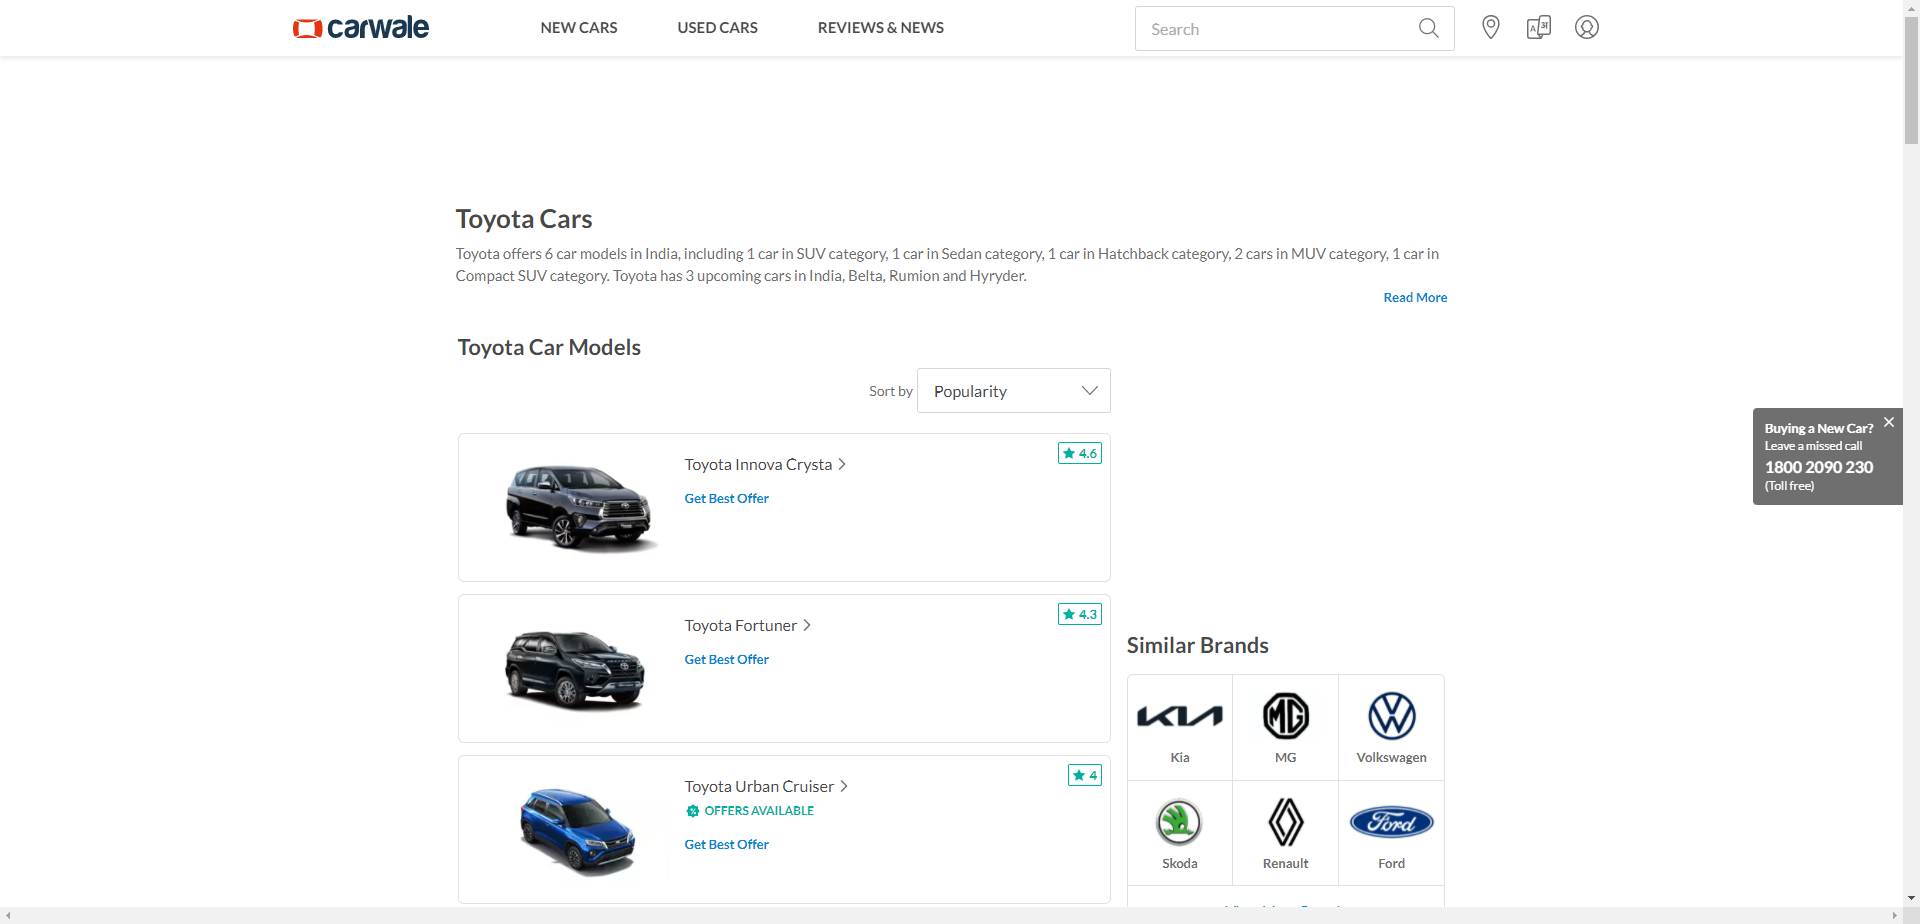 carwale
NEW CARS
USED CARS
REVIEWS & NEWS
Search
Toyota Cars
Toyota offers 6 car models in India, including 1 car in SUV category, 1 car in Sedan category, 1 car in Hatchback category, 2 cars in MUV category, 1 car in
Compact SUV category. Toyota has 3 upcoming cars in India, Belta, Rumion and Hyryder.
Read More
Toyota Car Models
Sort by
Popularity
Buying a New Car?
Leave a missed call
1800 2090 230
(Toll free)
Toyota Innova Crysta
4.6
Get Best Offer
Toyota Fortuner
4.3
Get Best Offer
Similar Brands
Kia
MG
Volkswagen
Toyota Urban Cruiser
4
OFFERS AVAILABLE
Get Best Offer
Ford
Skoda
Renault
Ford